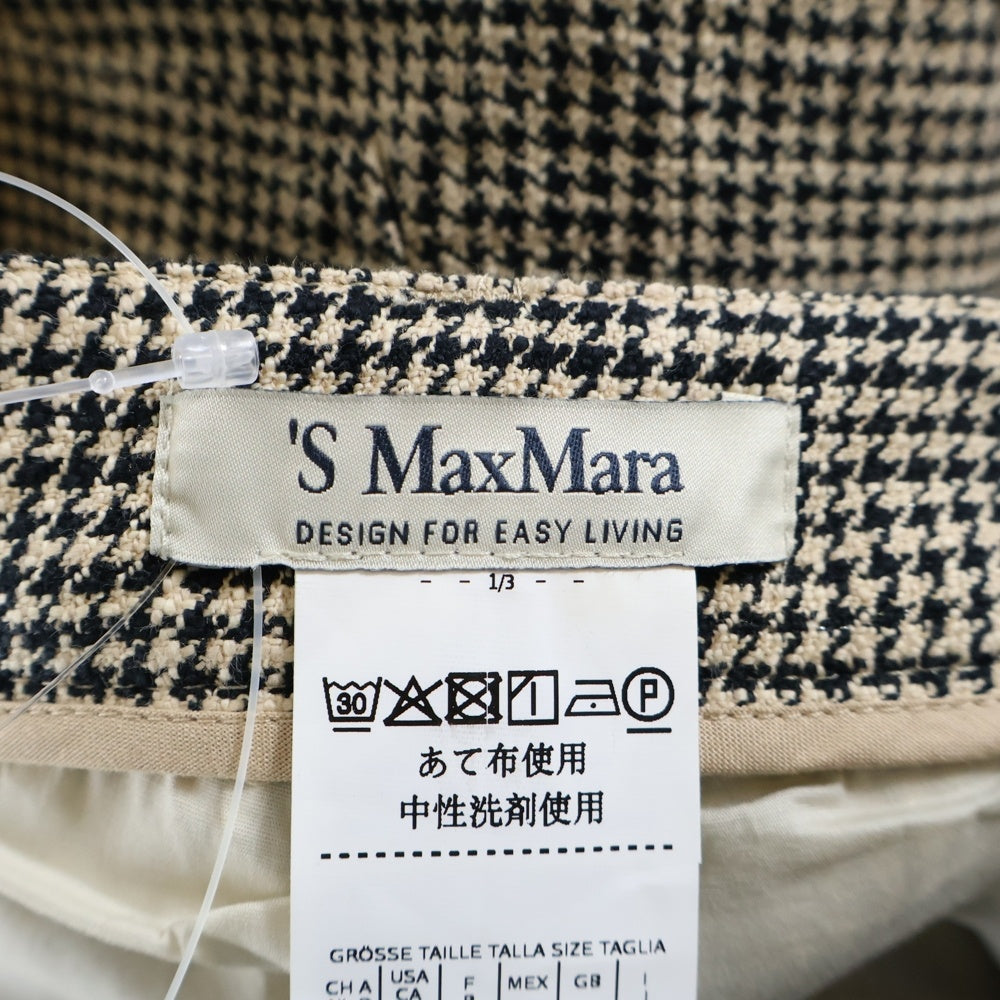 'S MaxMara
DESIGN FOR EASY LIVING
- - 1/3 - -
30 P
あて布使用
中性洗剤使用
GRÖSSE TAILLE TALLA SIZE TAGLIA
CH A USA F MEX GB I
CA